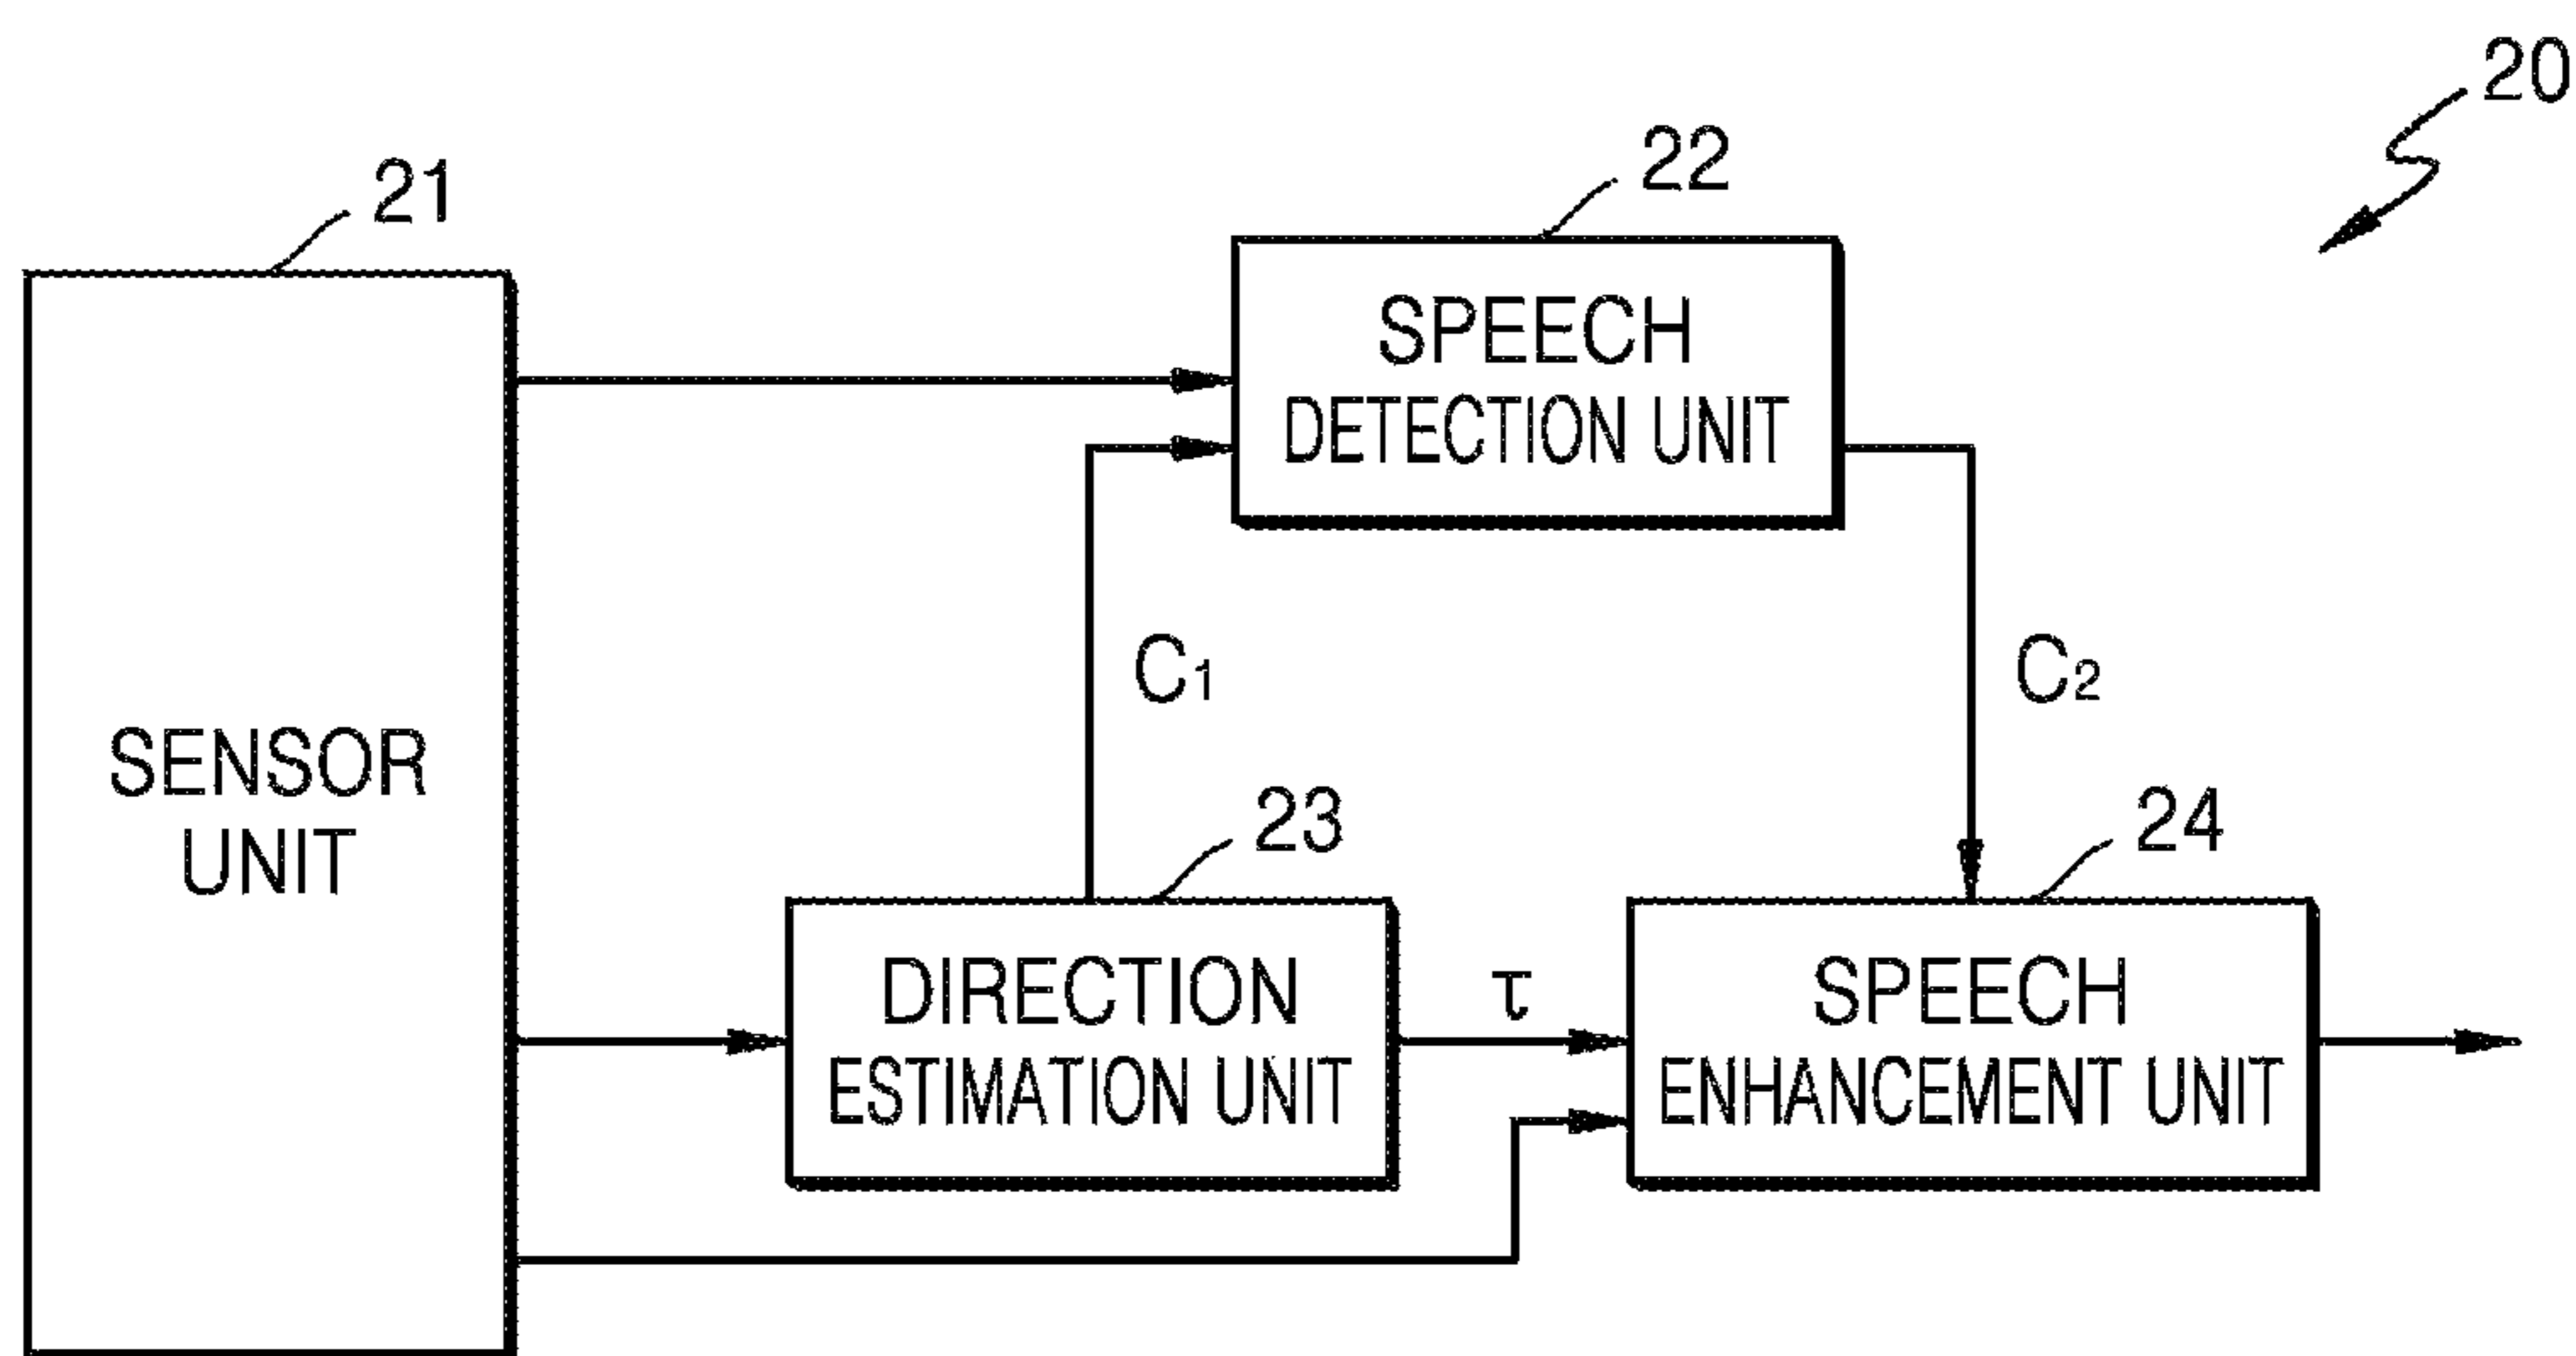 20
22
21
SPEECH
DETECTION UNIT
C1
C2
SENSOR
UNIT
23
24
DIRECTION
ESTIMATION UNIT
τ
SPEECH
ENHANCEMENT UNIT